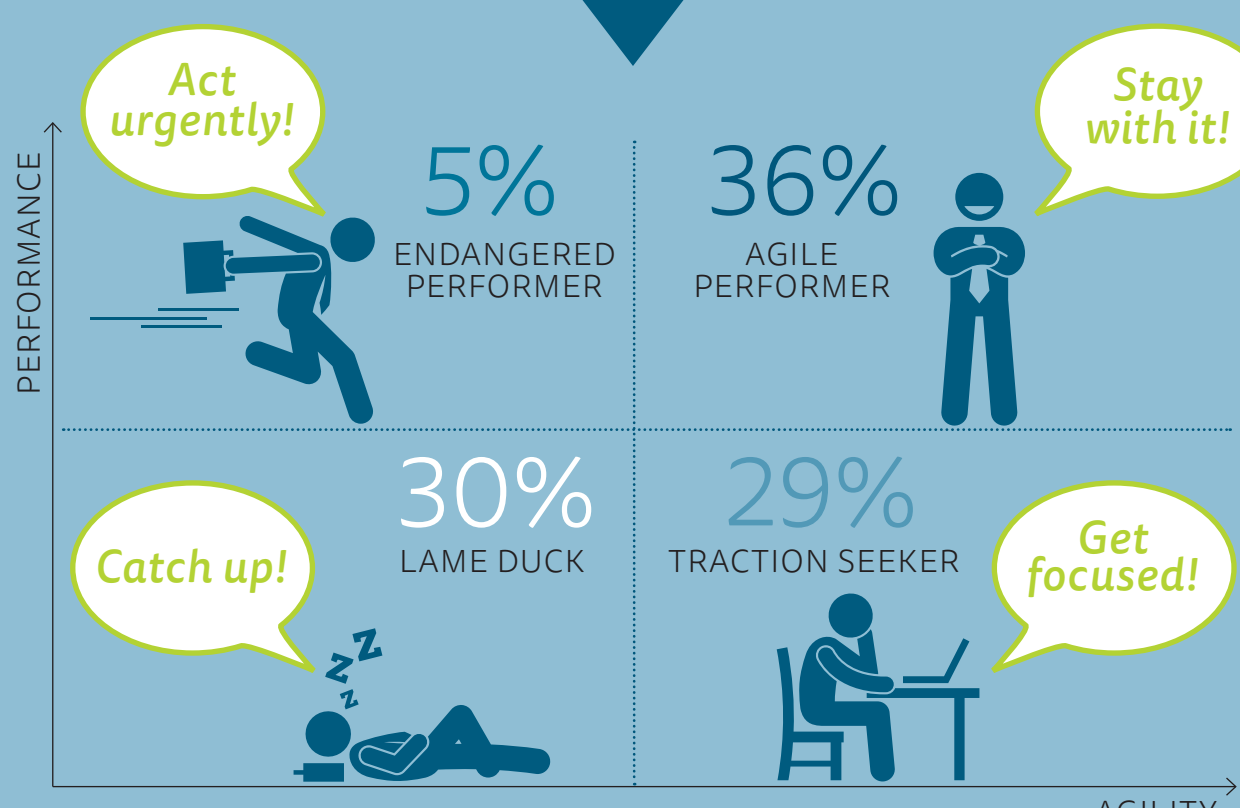 Act
urgently!
Stay
with it!
PERFORMANCE
5%
ENDANGERED
PERFORMER
36%
AGILE
PERFORMER
30%
LAME DUCK
29%
TRACTION SEEKER
Catch up!
Get
focused!
z
z
z
AGILITY